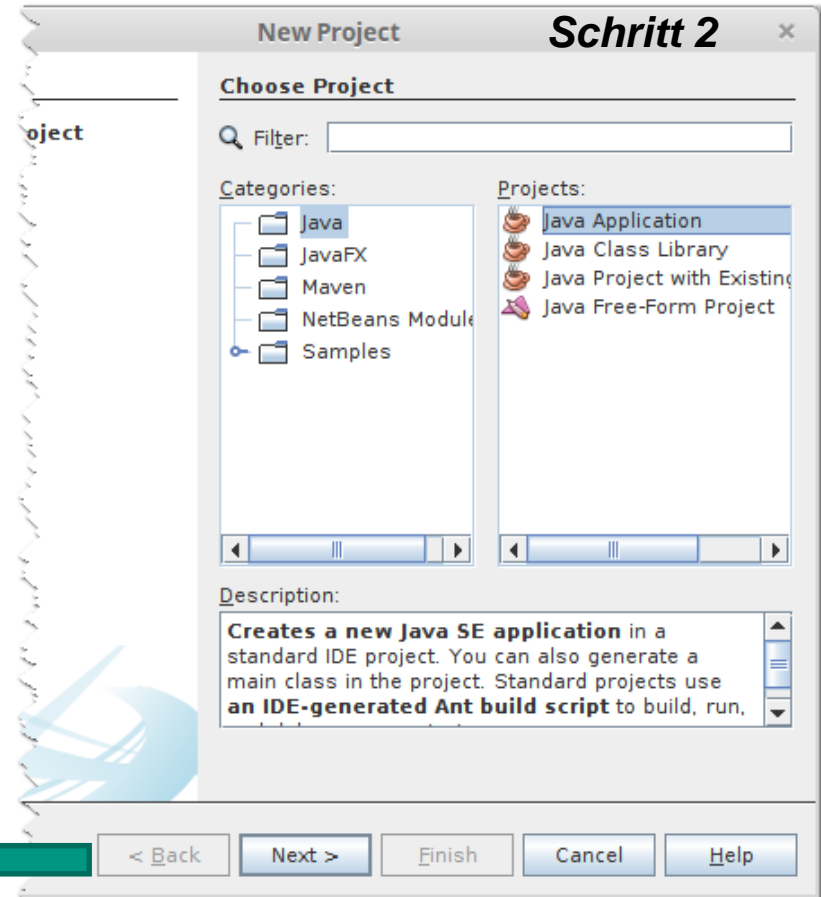 New Project
Schritt 2
Choose Project
oject
Filter:
Categories:
Projects:
Java
JavaFX
Maven
NetBeans Module
Samples
Java Application
Java Class Library
Java Project with Existing
Java Free-Form Project
Description:
Creates a new Java SE application in a
standard IDE project. You can also generate a
main class in the project. Standard projects use
an IDE-generated Ant build script to build, run,
< Back
Next >
Finish
Cancel
Help